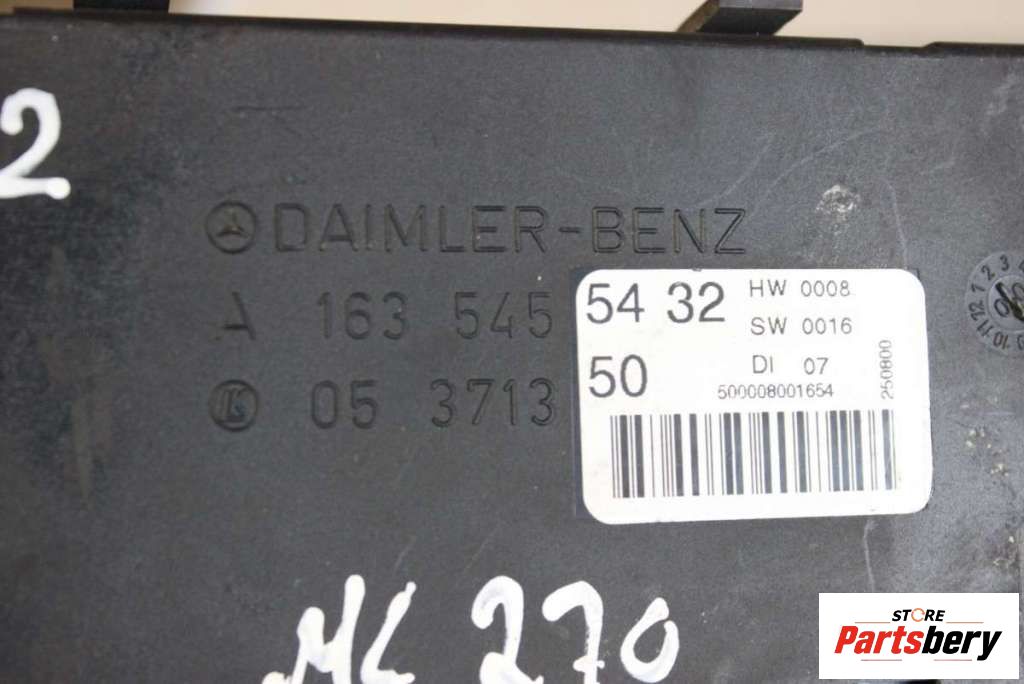 2
DAIMLER-BENZ
A 163 545 54 32
HW 0008
SW 0016
05 3713 50
DI 07
500008001654
250800
ML 270
STORE
Partsbery